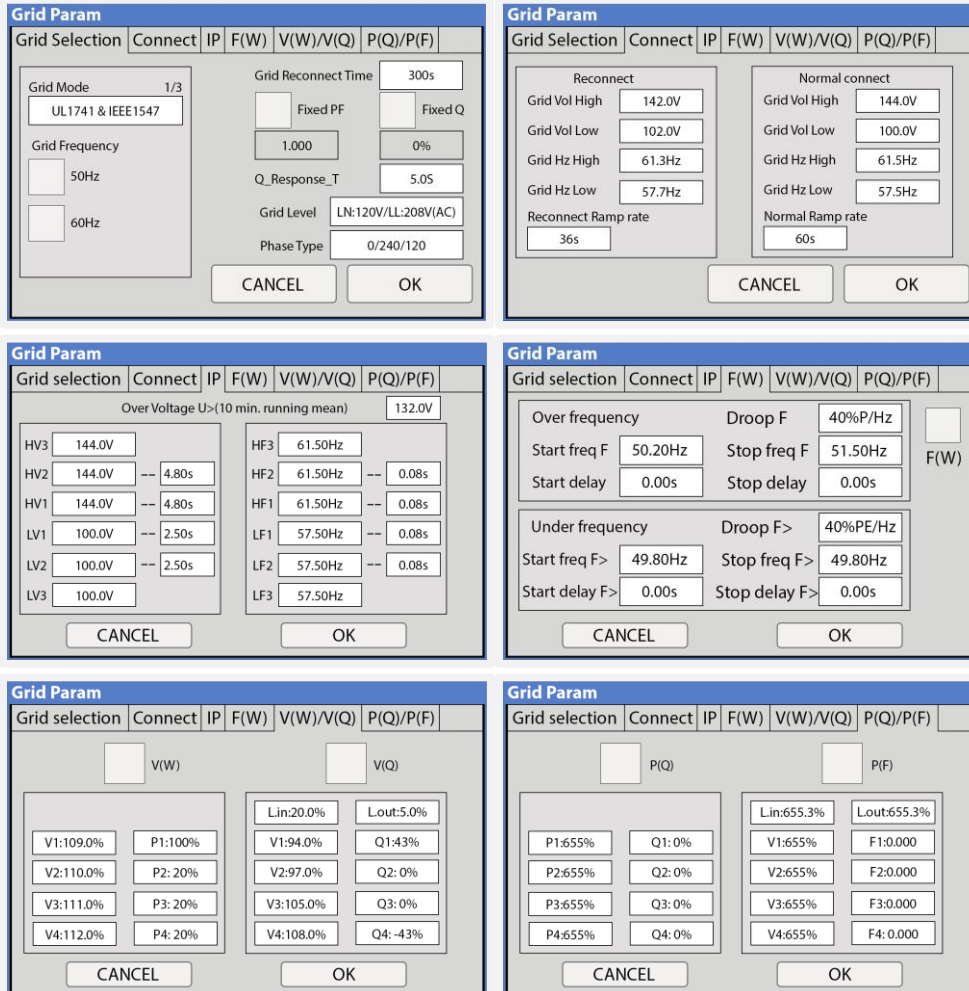 Grid Param
Grid Selection Connect IP F(W) V(W)/V(Q) P(Q)/P(F)
Grid Mode 1/3
UL1741 & IEEE1547
Grid Frequency
50Hz
60Hz
Grid Reconnect Time 300s
Fixed PF Fixed Q
1.000 0%
Q_Response_T 5.0S
Grid Level LN:120V/LL:208V(AC)
Phase Type 0/240/120
CANCEL OK
Grid Param
Grid Selection Connect IP F(W) V(W)/V(Q) P(Q)/P(F)
Reconnect
Grid Vol High 142.0V
Grid Vol Low 102.0V
Grid Hz High 61.3Hz
Grid Hz Low 57.7Hz
Reconnect Ramp rate
36s
Normal connect
Grid Vol High 144.0V
Grid Vol Low 100.0V
Grid Hz High 61.5Hz
Grid Hz Low 57.5Hz
Normal Ramp rate
60s
CANCEL OK
Grid Param
Grid selection Connect IP F(W) V(W)/V(Q) P(Q)/P(F)
Over Voltage U>(10 min. running mean) 132.0V
HV3 144.0V
HV2 144.0V -- 4.80s
HV1 144.0V -- 4.80s
LV1 100.0V -- 2.50s
LV2 100.0V -- 2.50s
LV3 100.0V
HF3 61.50Hz
HF2 61.50Hz -- 0.08s
HF1 61.50Hz -- 0.08s
LF1 57.50Hz -- 0.08s
LF2 57.50Hz -- 0.08s
LF3 57.50Hz
CANCEL OK
Grid Param
Grid selection Connect IP F(W) V(W)/V(Q) P(Q)/P(F)
Over frequency Droop F 40%P/Hz
Start freq F 50.20Hz Stop freq F 51.50Hz
Start delay 0.00s Stop delay 0.00s
F(W)
Under frequency Droop F> 40%PE/Hz
Start freq F> 49.80Hz Stop freq F> 49.80Hz
Start delay F> 0.00s Stop delay F> 0.00s
CANCEL OK
Grid Param
Grid selection Connect IP F(W) V(W)/V(Q) P(Q)/P(F)
V(W) V(Q)
V1:109.0% P1:100%
V2:110.0% P2: 20%
V3:111.0% P3: 20%
V4:112.0% P4: 20%
L.in:20.0% L.out:5.0%
V1:94.0% Q1:43%
V2:97.0% Q2: 0%
V3:105.0% Q3: 0%
V4:108.0% Q4: -43%
CANCEL OK
Grid Param
Grid selection Connect IP F(W) V(W)/V(Q) P(Q)/P(F)
P(Q) P(F)
P1:655% Q1: 0%
P2:655% Q2: 0%
P3:655% Q3: 0%
P4:655% Q4: 0%
L.in:655.3% L.out:655.3%
V1:655% F1:0.000
V2:655% F2:0.000
V3:655% F3:0.000
V4:655% F4: 0.000
CANCEL OK